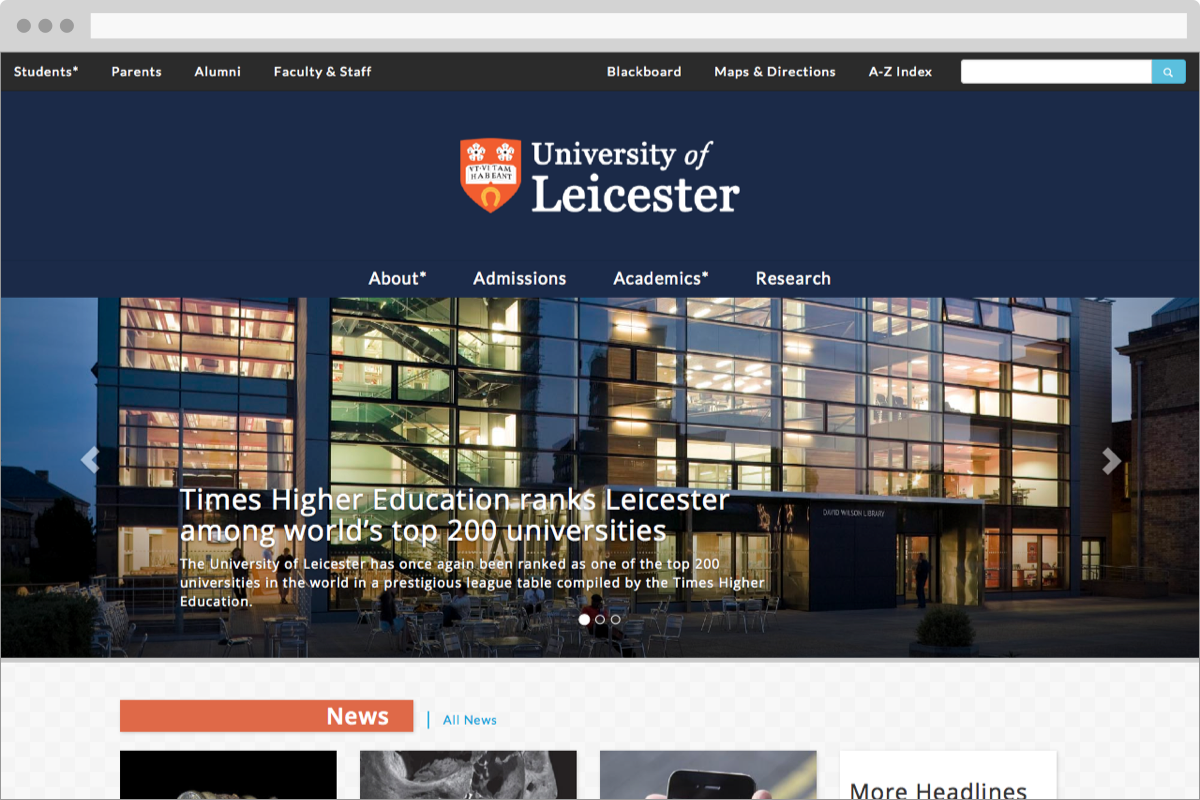 Students*
Parents
Alumni
Faculty & Staff
Blackboard
Maps & Directions
A-Z Index
VT·VITAM
HABEANT
University of
Leicester
About*
Admissions
Academics*
Research
DAVID WILSON LIBRARY
Times Higher Education ranks Leicester
among world's top 200 universities
The University of Leicester has once again been ranked as one of the top 200
universities in the world in a prestigious league table compiled by the Times Higher
Education.
News
All News
More Headlines